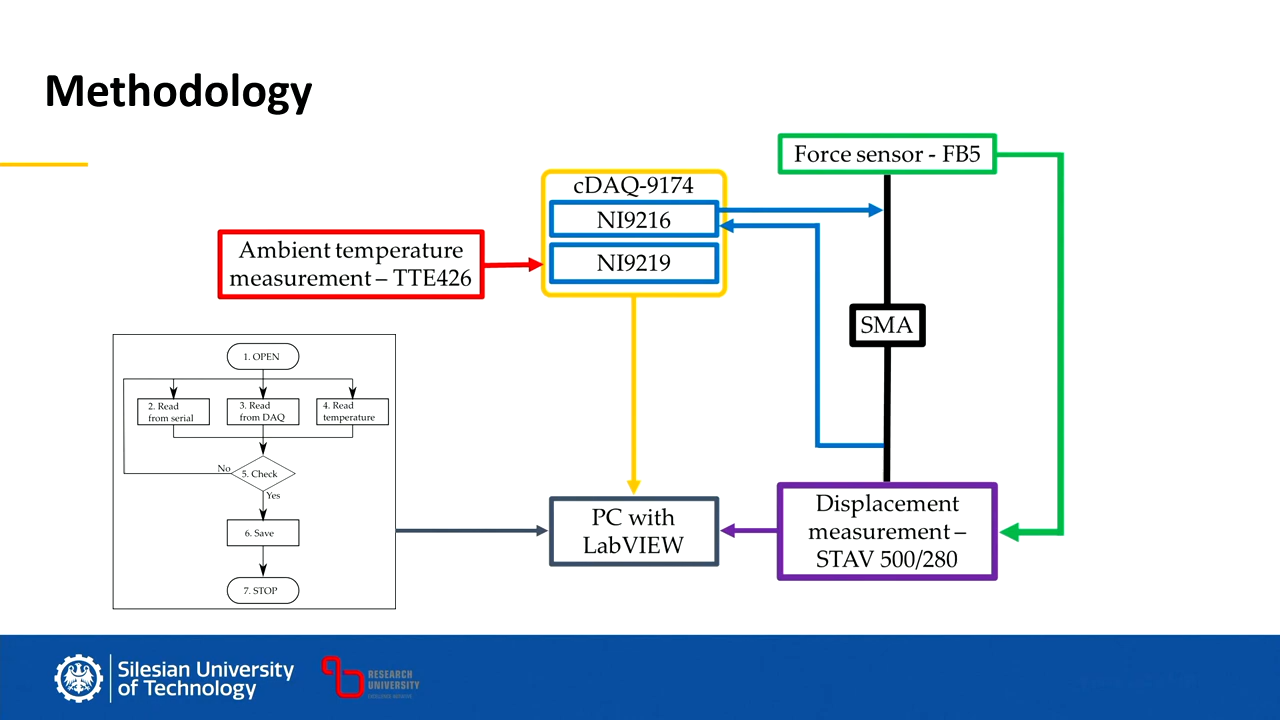 Methodology
Force sensor - FB5
cDAQ-9174
NI9216
NI9219
Ambient temperature
measurement – TTE426
SMA
1. OPEN
2. Read
from serial
3. Read
from DAQ
4. Read
temperature
No
5. Check
Yes
6. Save
7. STOP
PC with
LabVIEW
Displacement
measurement –
STAV 500/280
Silesian University
of Technology
RESEARCH
UNIVERSITY